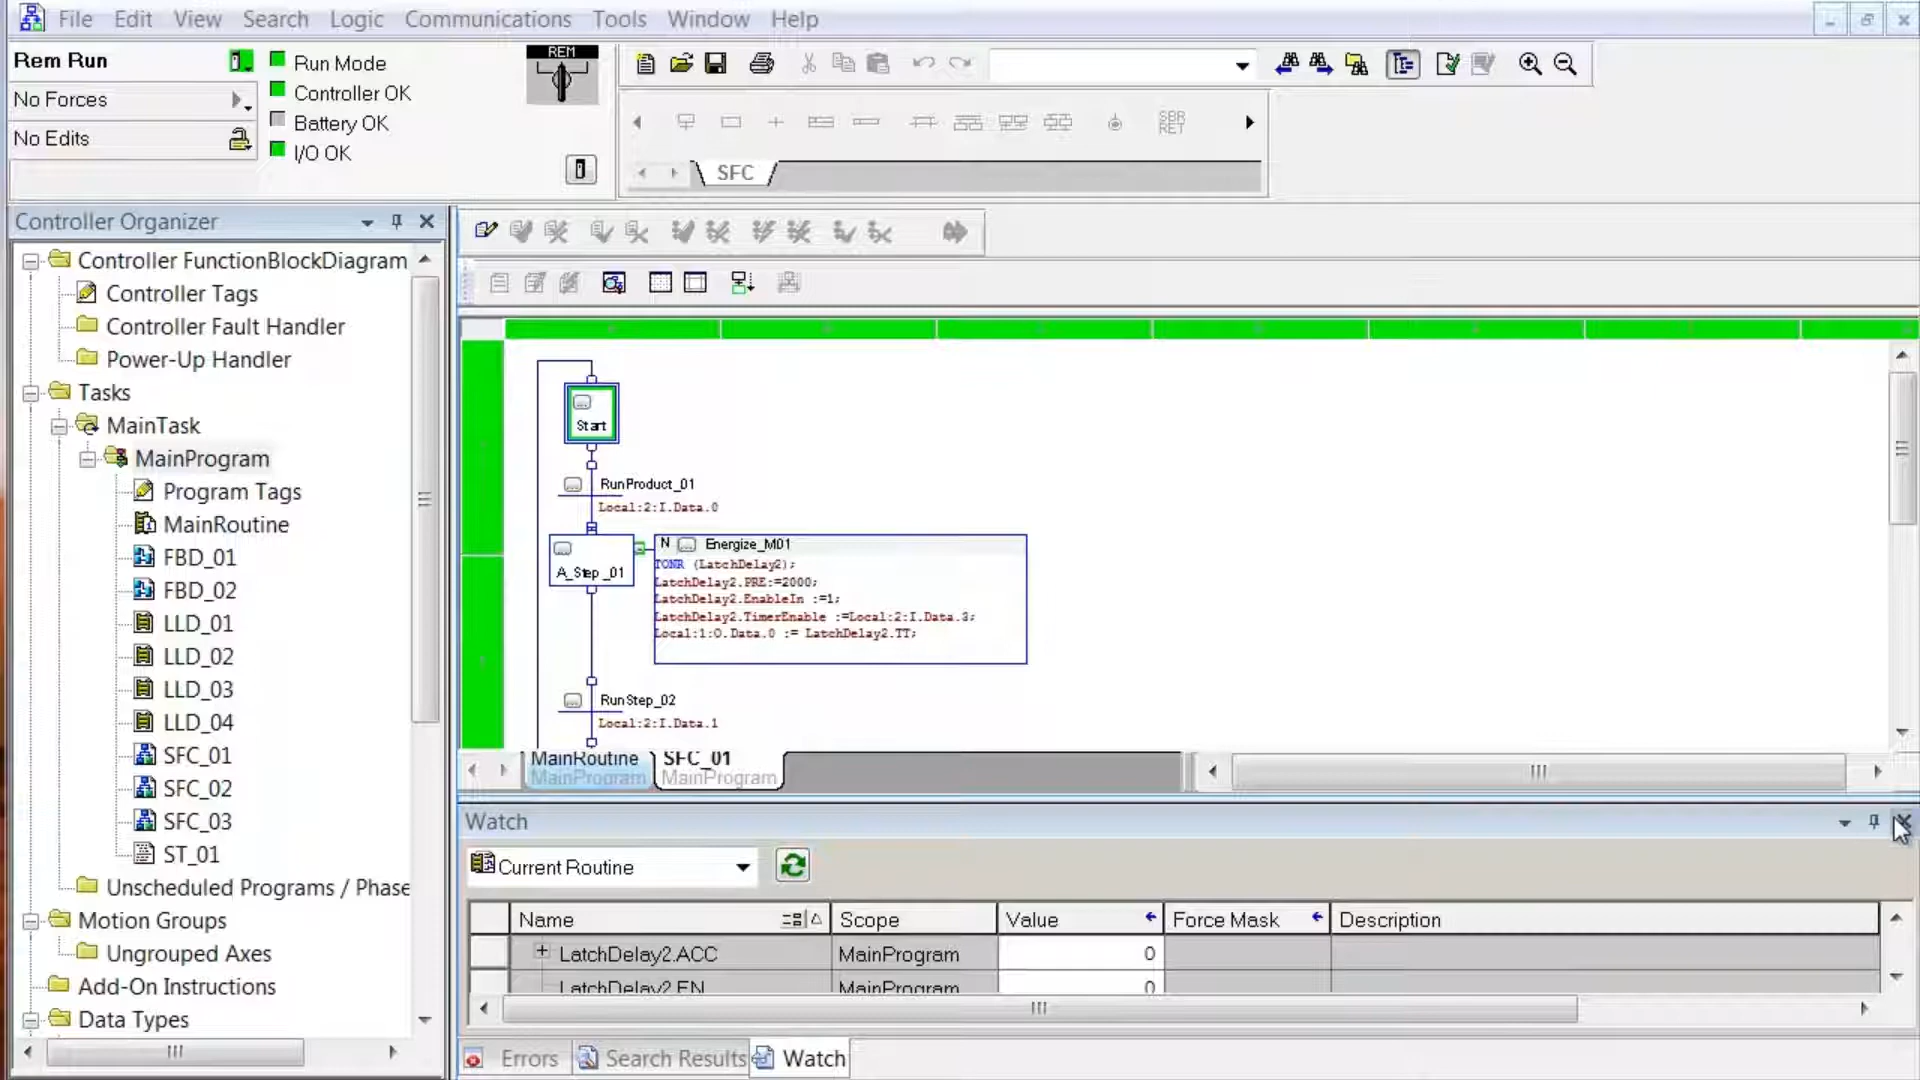 File Edit View Search Logic Communications Tools Window Help
Rem Run
No Forces
No Edits
Run Mode
Controller OK
Battery OK
I/O OK
REM
SBR
RET
SFC
Controller Organizer
Controller FunctionBlockDiagram
Controller Tags
Controller Fault Handler
Power-Up Handler
Tasks
MainTask
MainProgram
Program Tags
MainRoutine
FBD_01
FBD_02
LLD_01
LLD_02
LLD_03
LLD_04
SFC_01
SFC_02
SFC_03
ST_01
Unscheduled Programs / Phase
Motion Groups
Ungrouped Axes
Add-On Instructions
Data Types
Start
RunProduct_01
Local:2:I.Data.0
A_Step_01
N Energize_M01
TONR (LatchDelay2);
LatchDelay2.PRE:=2000;
LatchDelay2.EnableIn :=1;
LatchDelay2.TimerEnable :=Local:2:I.Data.3;
Local:1:O.Data.0 := LatchDelay2.TT;
RunStep_02
Local:2:I.Data.1
MainRoutine
MainProgram
SFC_01
MainProgram
Watch
Current Routine
Name Scope Value Force Mask Description
LatchDelay2.ACC MainProgram 0
LatchDelay2.EN MainProgram 0
Errors Search Results Watch